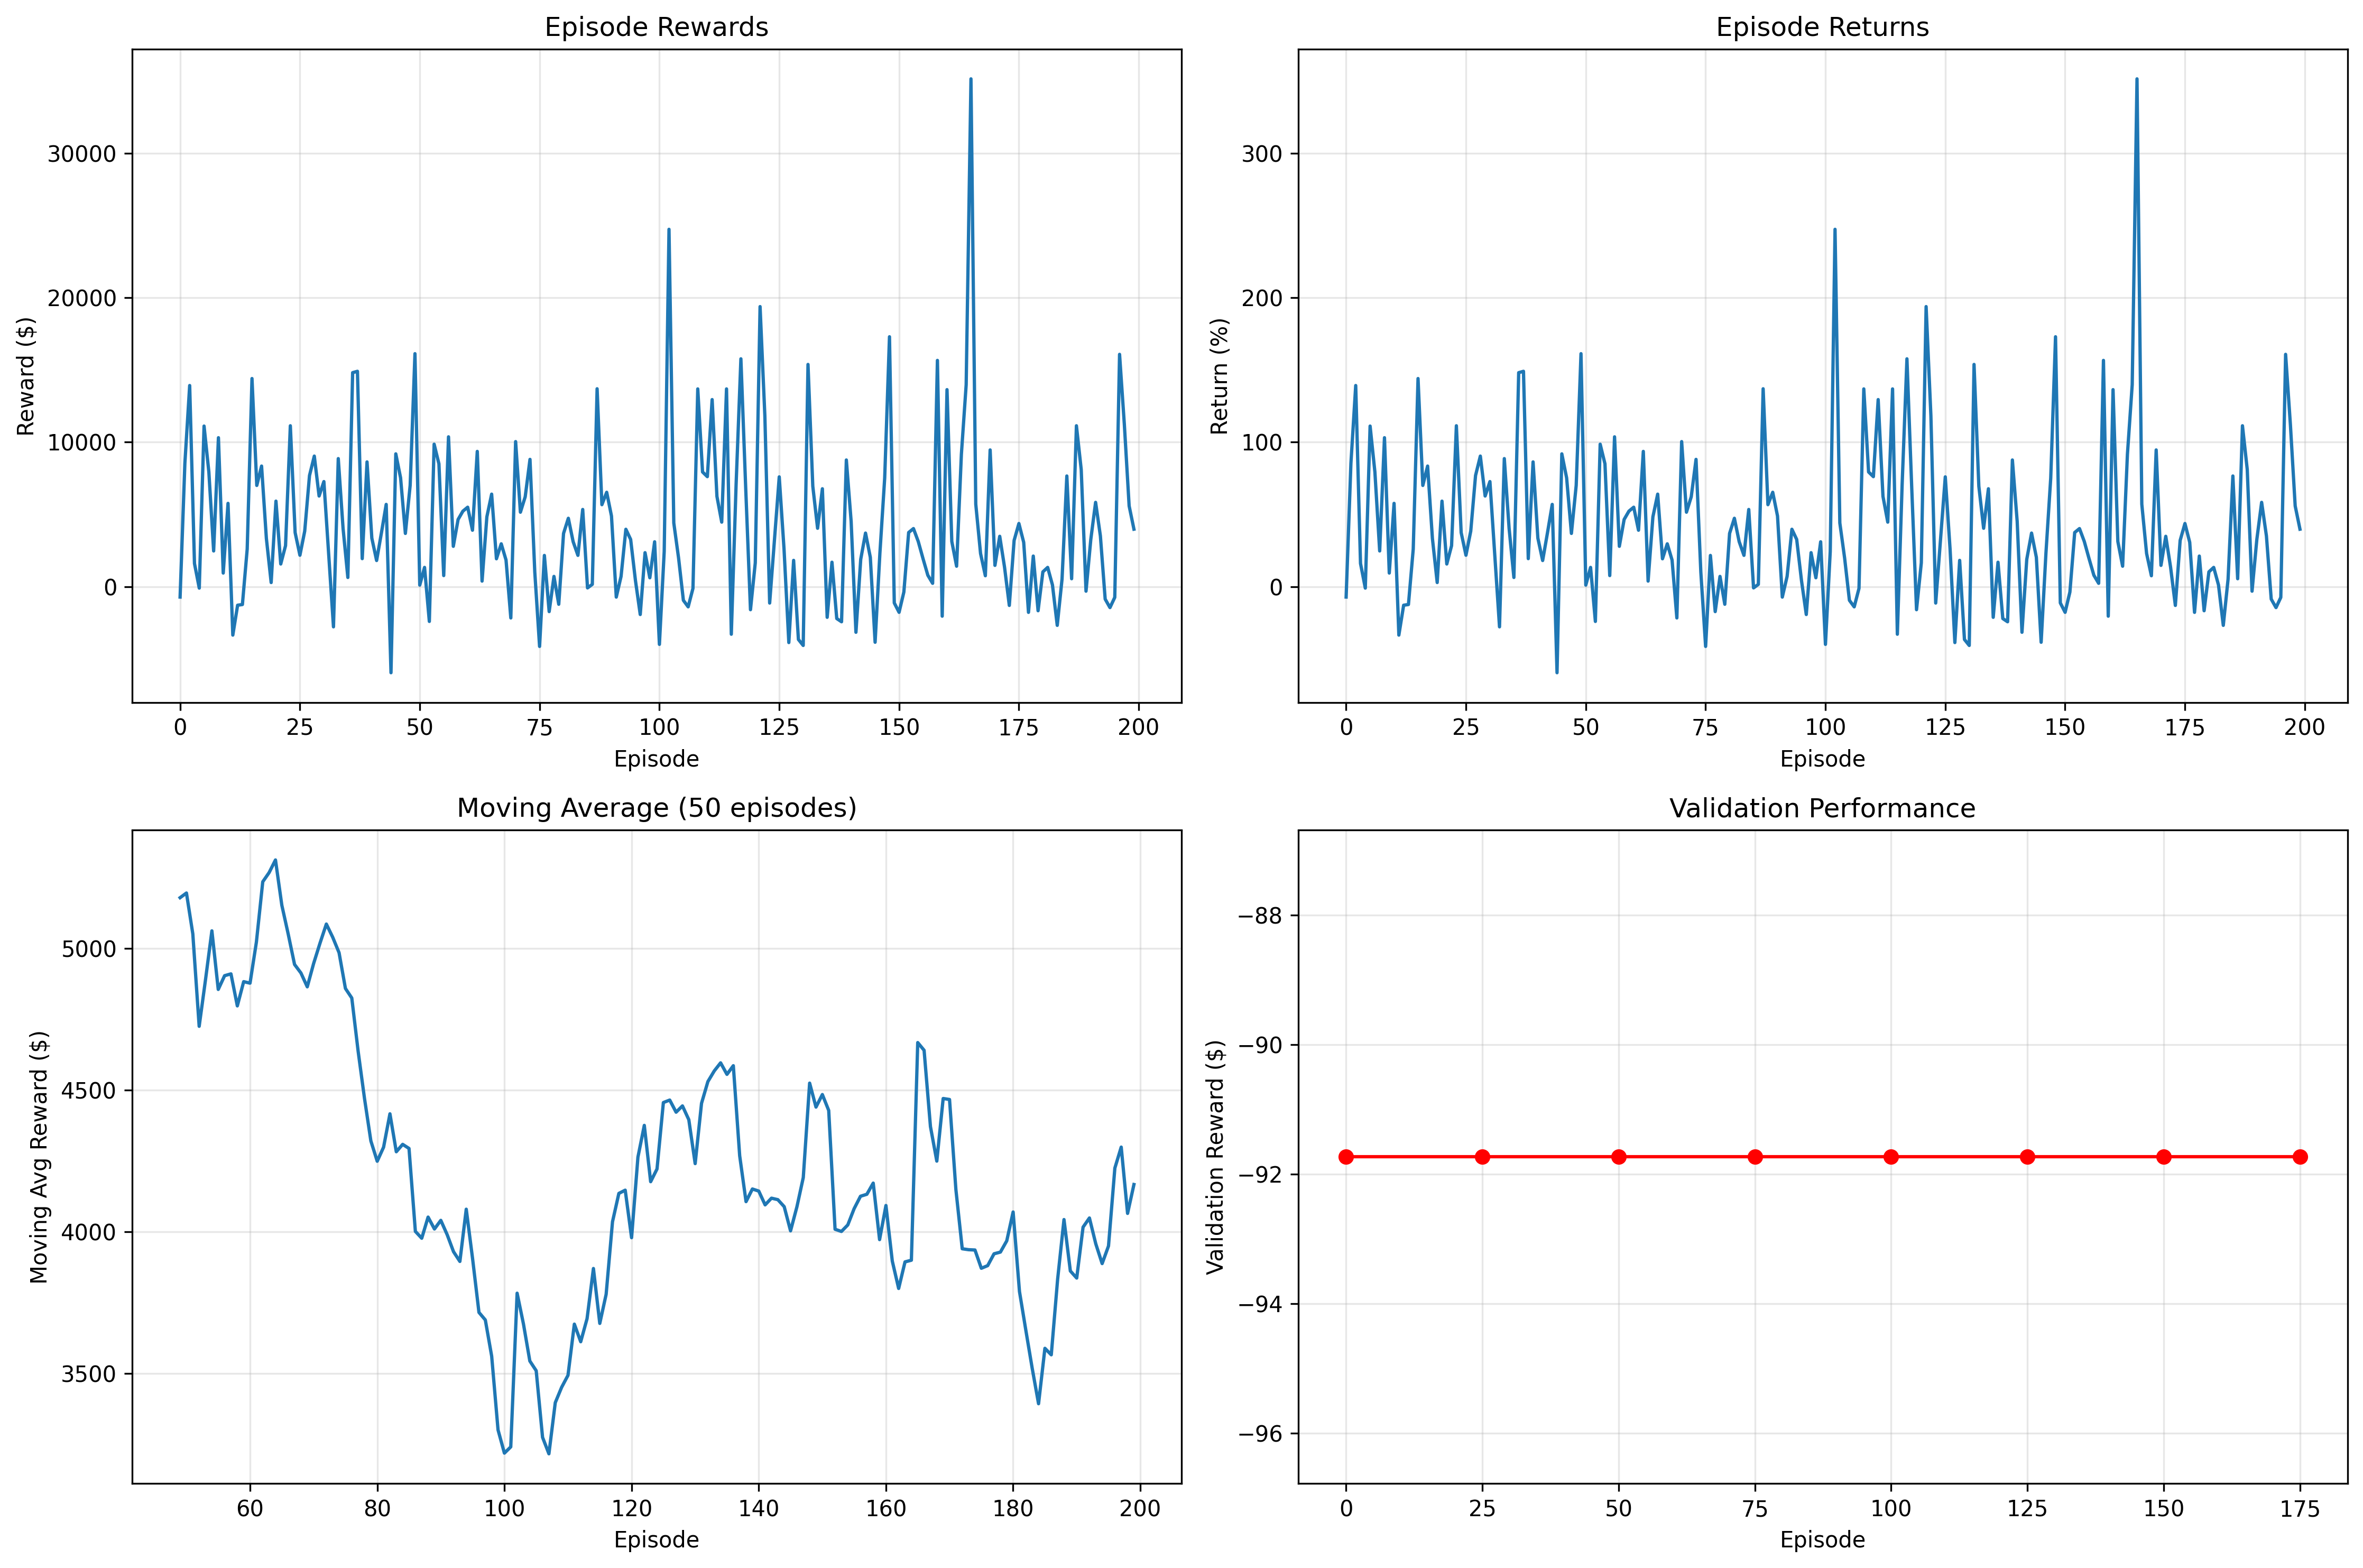 Episode Rewards
Reward ($)
30000
20000
10000
0
0 25 50 75 100 125 150 175 200
Episode
Episode Returns
Return (%)
300
200
100
0
0 25 50 75 100 125 150 175 200
Episode
Moving Average (50 episodes)
Moving Avg Reward ($)
5000
4500
4000
3500
60 80 100 120 140 160 180 200
Episode
Validation Performance
Validation Reward ($)
−88
−90
−92
−94
−96
0 25 50 75 100 125 150 175
Episode